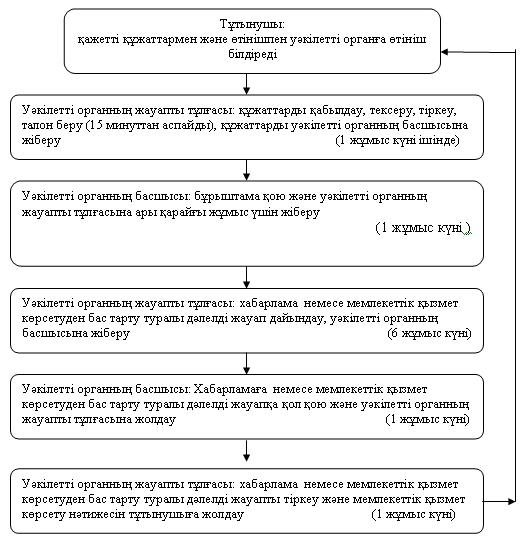 Тұтынушы:
қажетті құжаттармен және өтінішпен уәкілетті органға өтініш
білдіреді
Уәкілетті органның жауапты тұлғасы: құжаттарды қабылдау, тексеру, тіркеу,
талон беру (15 минуттан аспайды), құжаттарды уәкілетті органның басшысына
жіберу (1 жұмыс күні ішінде)
Уәкілетті органның басшысы: бұрыштама қою және уәкілетті органның
жауапты тұлғасына ары қарайғы жұмыс үшін жіберу
(1 жұмыс күні )
Уәкілетті органның жауапты тұлғасы: хабарлама немесе мемлекеттік қызмет
көрсетуден бас тарту туралы дәлелді жауап дайындау, уәкілетті органның
басшысына жіберу (6 жұмыс күні)
Уәкілетті органның басшысы: Хабарламаға немесе мемлекеттік қызмет
көрсетуден бас тарту туралы дәлелді жауапқа қол қою және уәкілетті органның
жауапты тұлғасына жолдау (1 жұмыс күні)
Уәкілетті органның жауапты тұлғасы: хабарлама немесе мемлекеттік қызмет
көрсетуден бас тарту туралы дәлелді жауапты тіркеу және мемлекеттік қызмет
көрсету нәтижесін тұтынушыға жолдау (1 жұмыс күні)